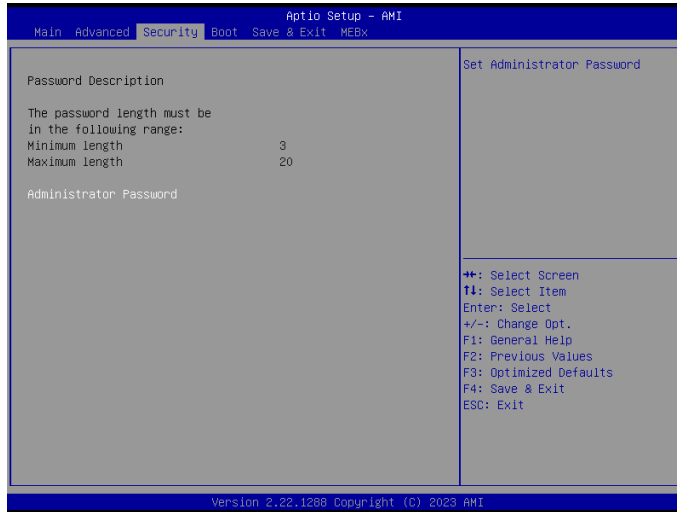 Aptio Setup - AMI
Main Advanced Security Boot Save & Exit MEBx
Password Description
The password length must be
in the following range:
Minimum length 3
Maximum length 20
Administrator Password
Set Administrator Password
→←: Select Screen
↑↓: Select Item
Enter: Select
+/-: Change Opt.
F1: General Help
F2: Previous Values
F3: Optimized Defaults
F4: Save & Exit
ESC: Exit
Version 2.22.1288 Copyright (C) 2023 AMI